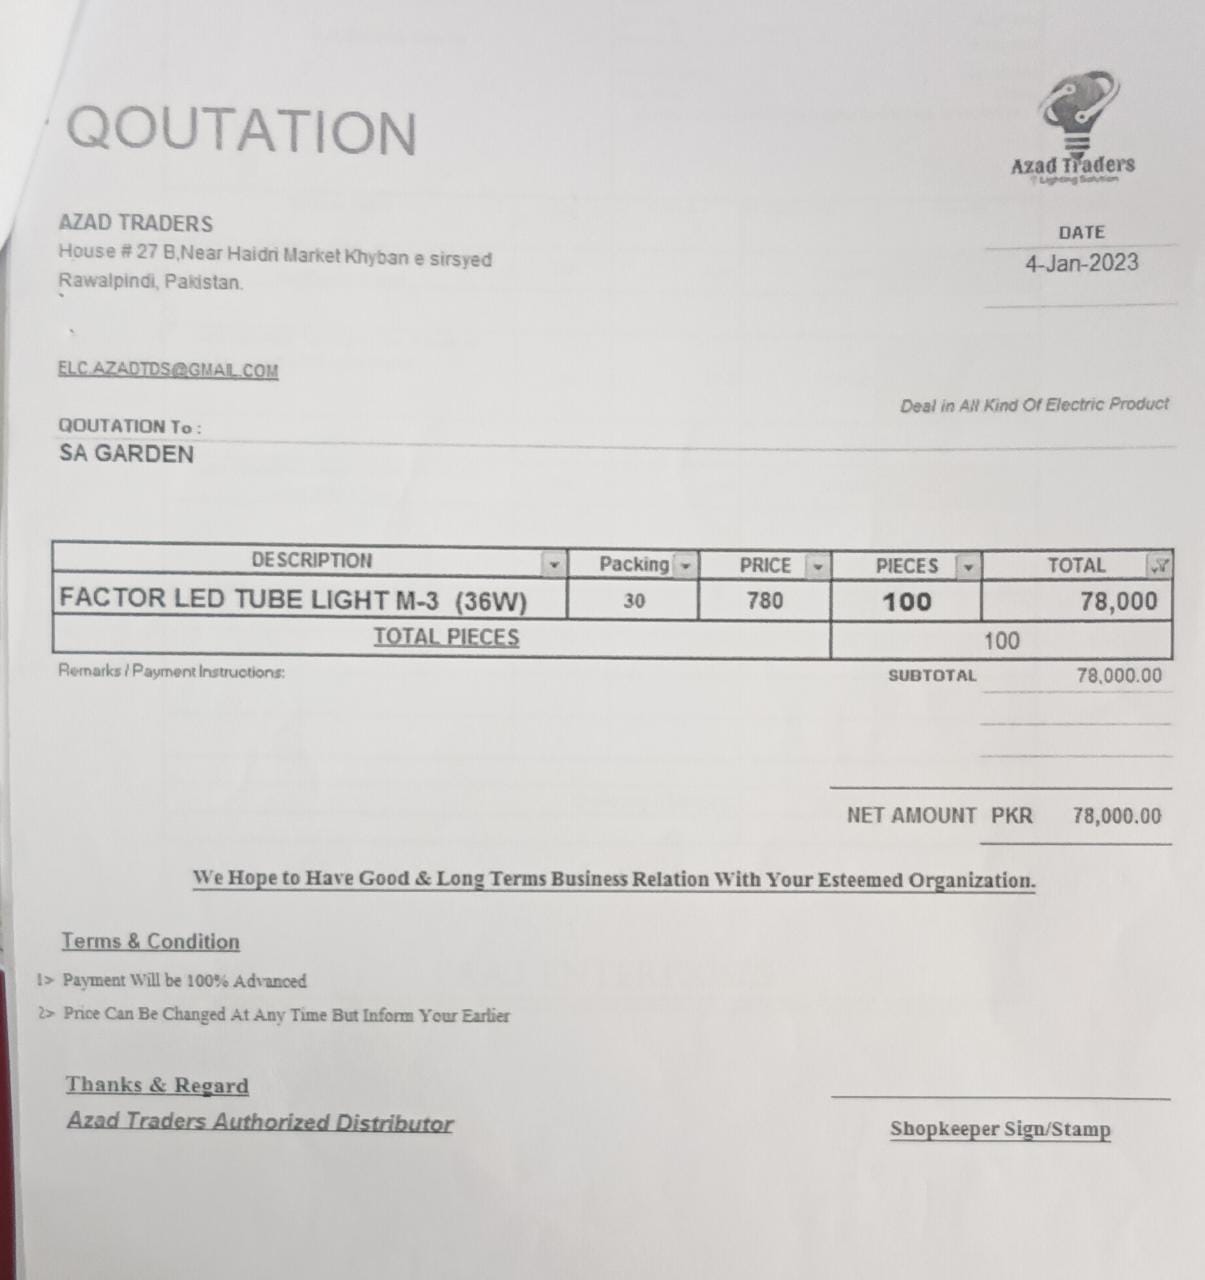 QOUTATION
Azad Traders
Lighting Solution
AZAD TRADERS
House # 27 B,Near Haidri Market Khyban e sirsyed
Rawalpindi, Pakistan.
DATE
4-Jan-2023
ELC.AZADTDS@GMAIL.COM
Deal in All Kind Of Electric Product
QOUTATION To :
SA GARDEN
DESCRIPTION Packing PRICE PIECES TOTAL
FACTOR LED TUBE LIGHT M-3 (36W) 30 780 100 78,000
TOTAL PIECES 100
Remarks / Payment Instructions: SUBTOTAL 78,000.00
NET AMOUNT PKR 78,000.00
We Hope to Have Good & Long Terms Business Relation With Your Esteemed Organization.
Terms & Condition
1> Payment Will be 100% Advanced
2> Price Can Be Changed At Any Time But Inform Your Earlier
Thanks & Regard
Azad Traders Authorized Distributor
Shopkeeper Sign/Stamp